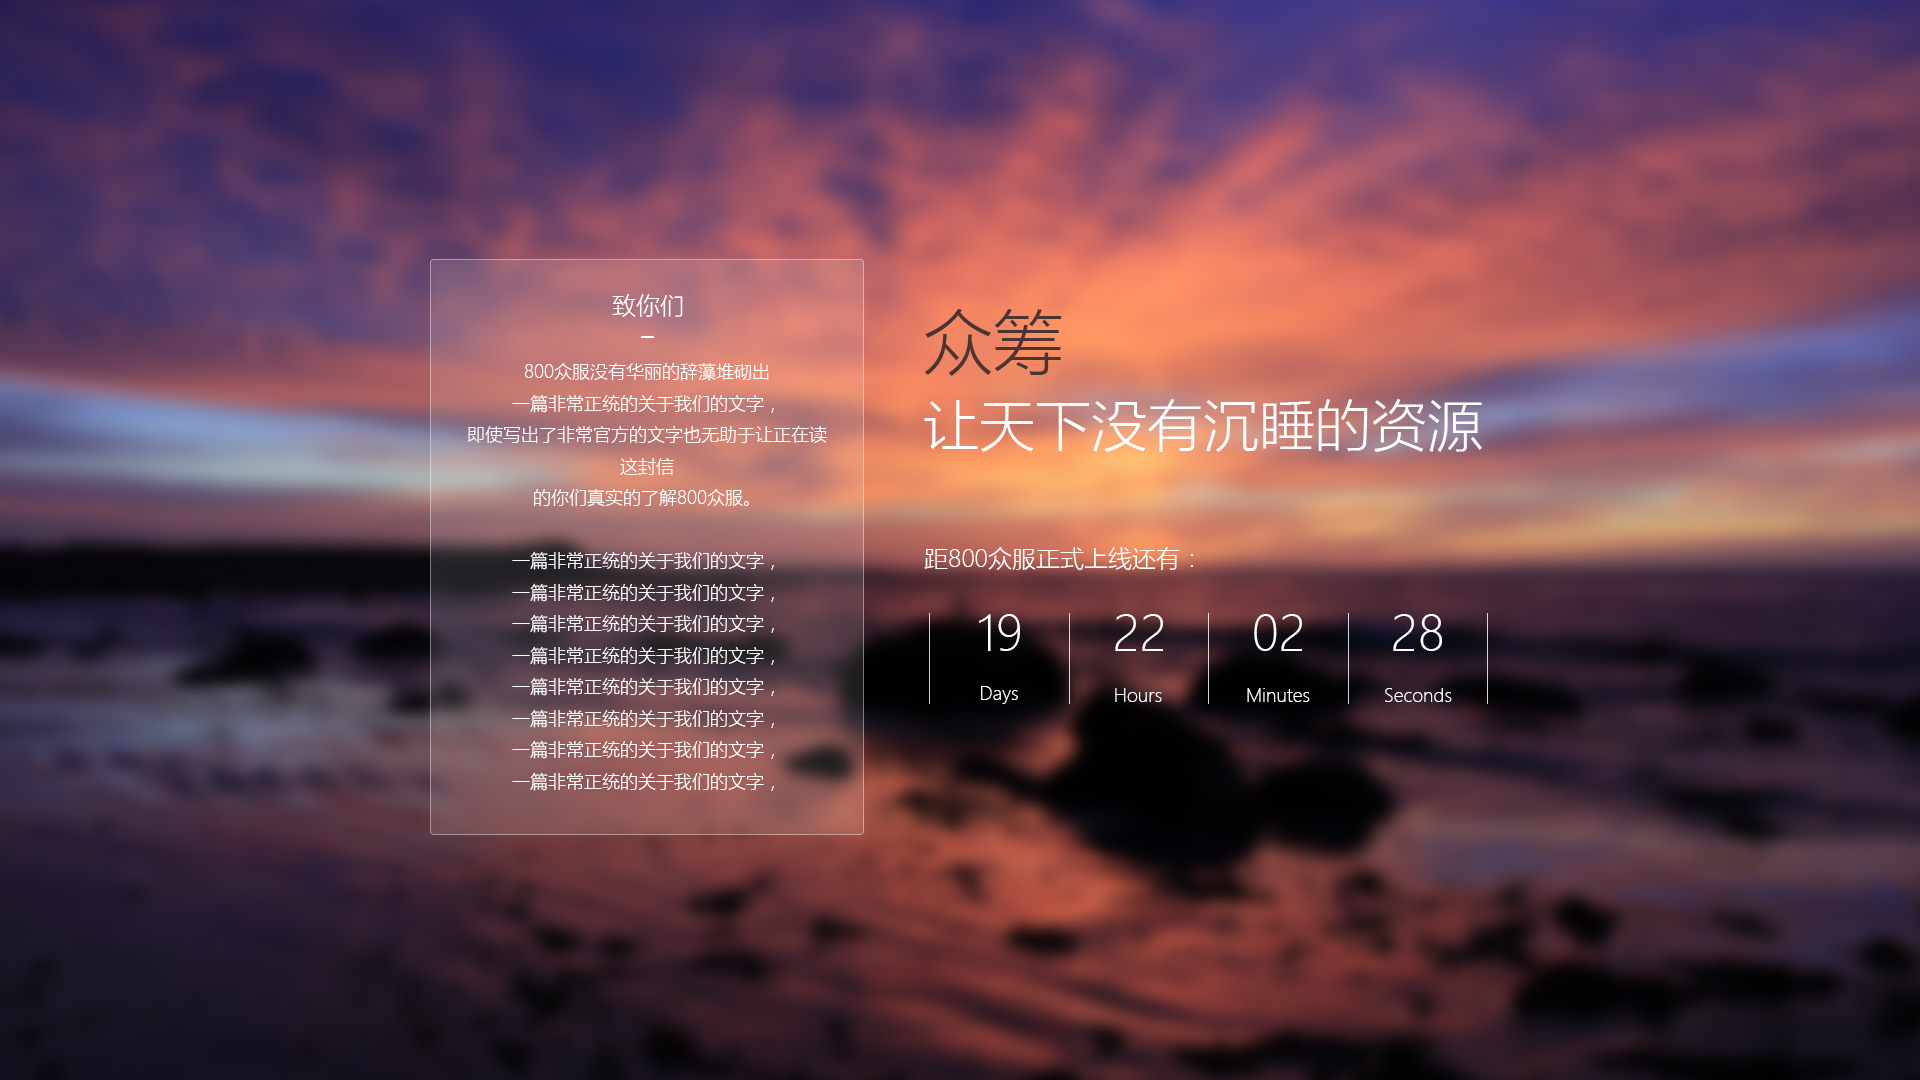 致你们
800众服没有华丽的辞藻堆砌出
一篇非常正统的关于我们的文字，
即使写出了非常官方的文字也无助于让正在读
这封信
的你们真实的了解800众服。
一篇非常正统的关于我们的文字，
一篇非常正统的关于我们的文字，
一篇非常正统的关于我们的文字，
一篇非常正统的关于我们的文字，
一篇非常正统的关于我们的文字，
一篇非常正统的关于我们的文字，
一篇非常正统的关于我们的文字，
一篇非常正统的关于我们的文字，
众筹
让天下没有沉睡的资源
距800众服正式上线还有：
19 22 02 28
Days Hours Minutes Seconds